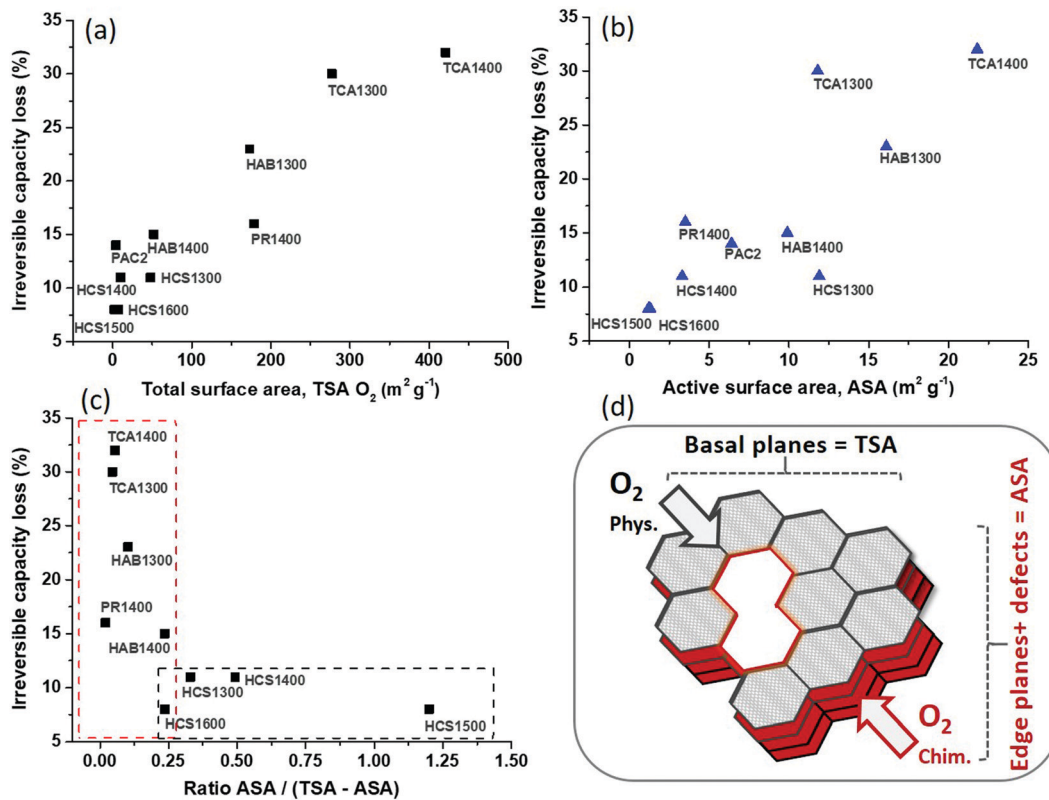 (a)
Irreversible capacity loss (%)
35
30
25
20
15
10
5
TCA1400
TCA1300
HAB1300
PR1400
HAB1400
PAC2
HCS1300
HCS1400
HCS1600
HCS1500
0 100 200 300 400 500
Total surface area, TSA O₂ (m² g⁻¹)
(b)
Irreversible capacity loss (%)
35
30
25
20
15
10
5
TCA1400
TCA1300
HAB1300
PR1400
HAB1400
PAC2
HCS1400
HCS1300
HCS1500
HCS1600
0 5 10 15 20 25
Active surface area, ASA (m² g⁻¹)
(c)
Irreversible capacity loss (%)
35
30
25
20
15
10
5
TCA1400
TCA1300
HAB1300
PR1400
HAB1400
HCS1300
HCS1400
HCS1600
HCS1500
0.00 0.25 0.50 0.75 1.00 1.25 1.50
Ratio ASA / (TSA - ASA)
(d)
Basal planes = TSA
O₂
Phys.
Edge planes+ defects = ASA
O₂
Chim.